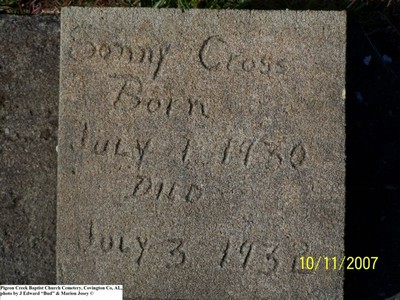 Sonny Cross
Born
July 1 1930
Died
July 3 193
10/11/2007
Pigeon Creek Baptist Church Cemetery, Covington Co, AL,
photo by J Edward "Bud" & Marion Josey ©